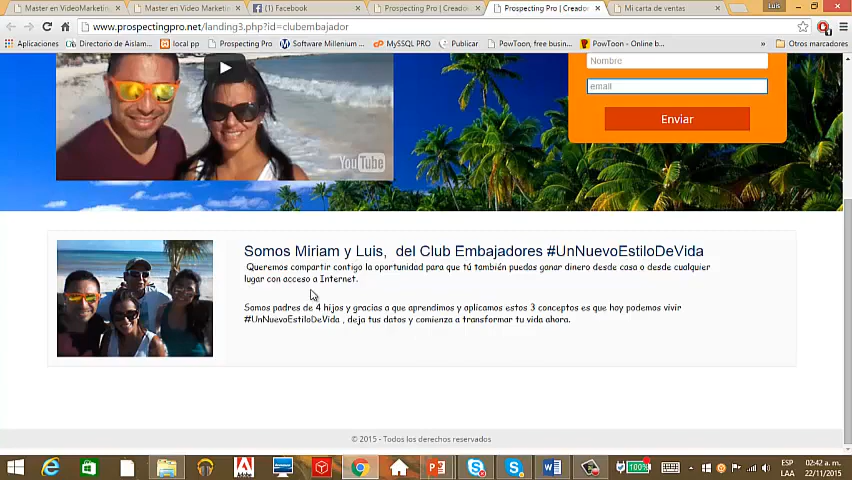 Master en VideoMarketin
Master en Video Marketin
(1) Facebook
Prospecting Pro | Creador
Prospecting Pro | Creador
Mi carta de ventas
Luis
www.prospectingpro.net/landing3.php?id=clubembajador
Aplicaciones
Directorio de Aislam...
local pp
Prospecting Pro
Software Millenium ...
MySSQL PRO
Publicar
PowToon, free busin...
PowToon - Online b...
»
Otros marcadores
Nombre
email
Enviar
YouTube
Somos Miriam y Luis, del Club Embajadores #UnNuevoEstiloDeVida
Queremos compartir contigo la oportunidad para que tú también puedas ganar dinero desde casa o desde cualquier
lugar con acceso a Internet.
Somos padres de 4 hijos y gracias a que aprendimos y aplicamos estos 3 conceptos es que hoy podemos vivir
#UnNuevoEstiloDeVida , deja tus datos y comienza a transformar tu vida ahora.
© 2015 - Todos los derechos reservados
100%
ESP
LAA
02:42 a. m.
22/11/2015